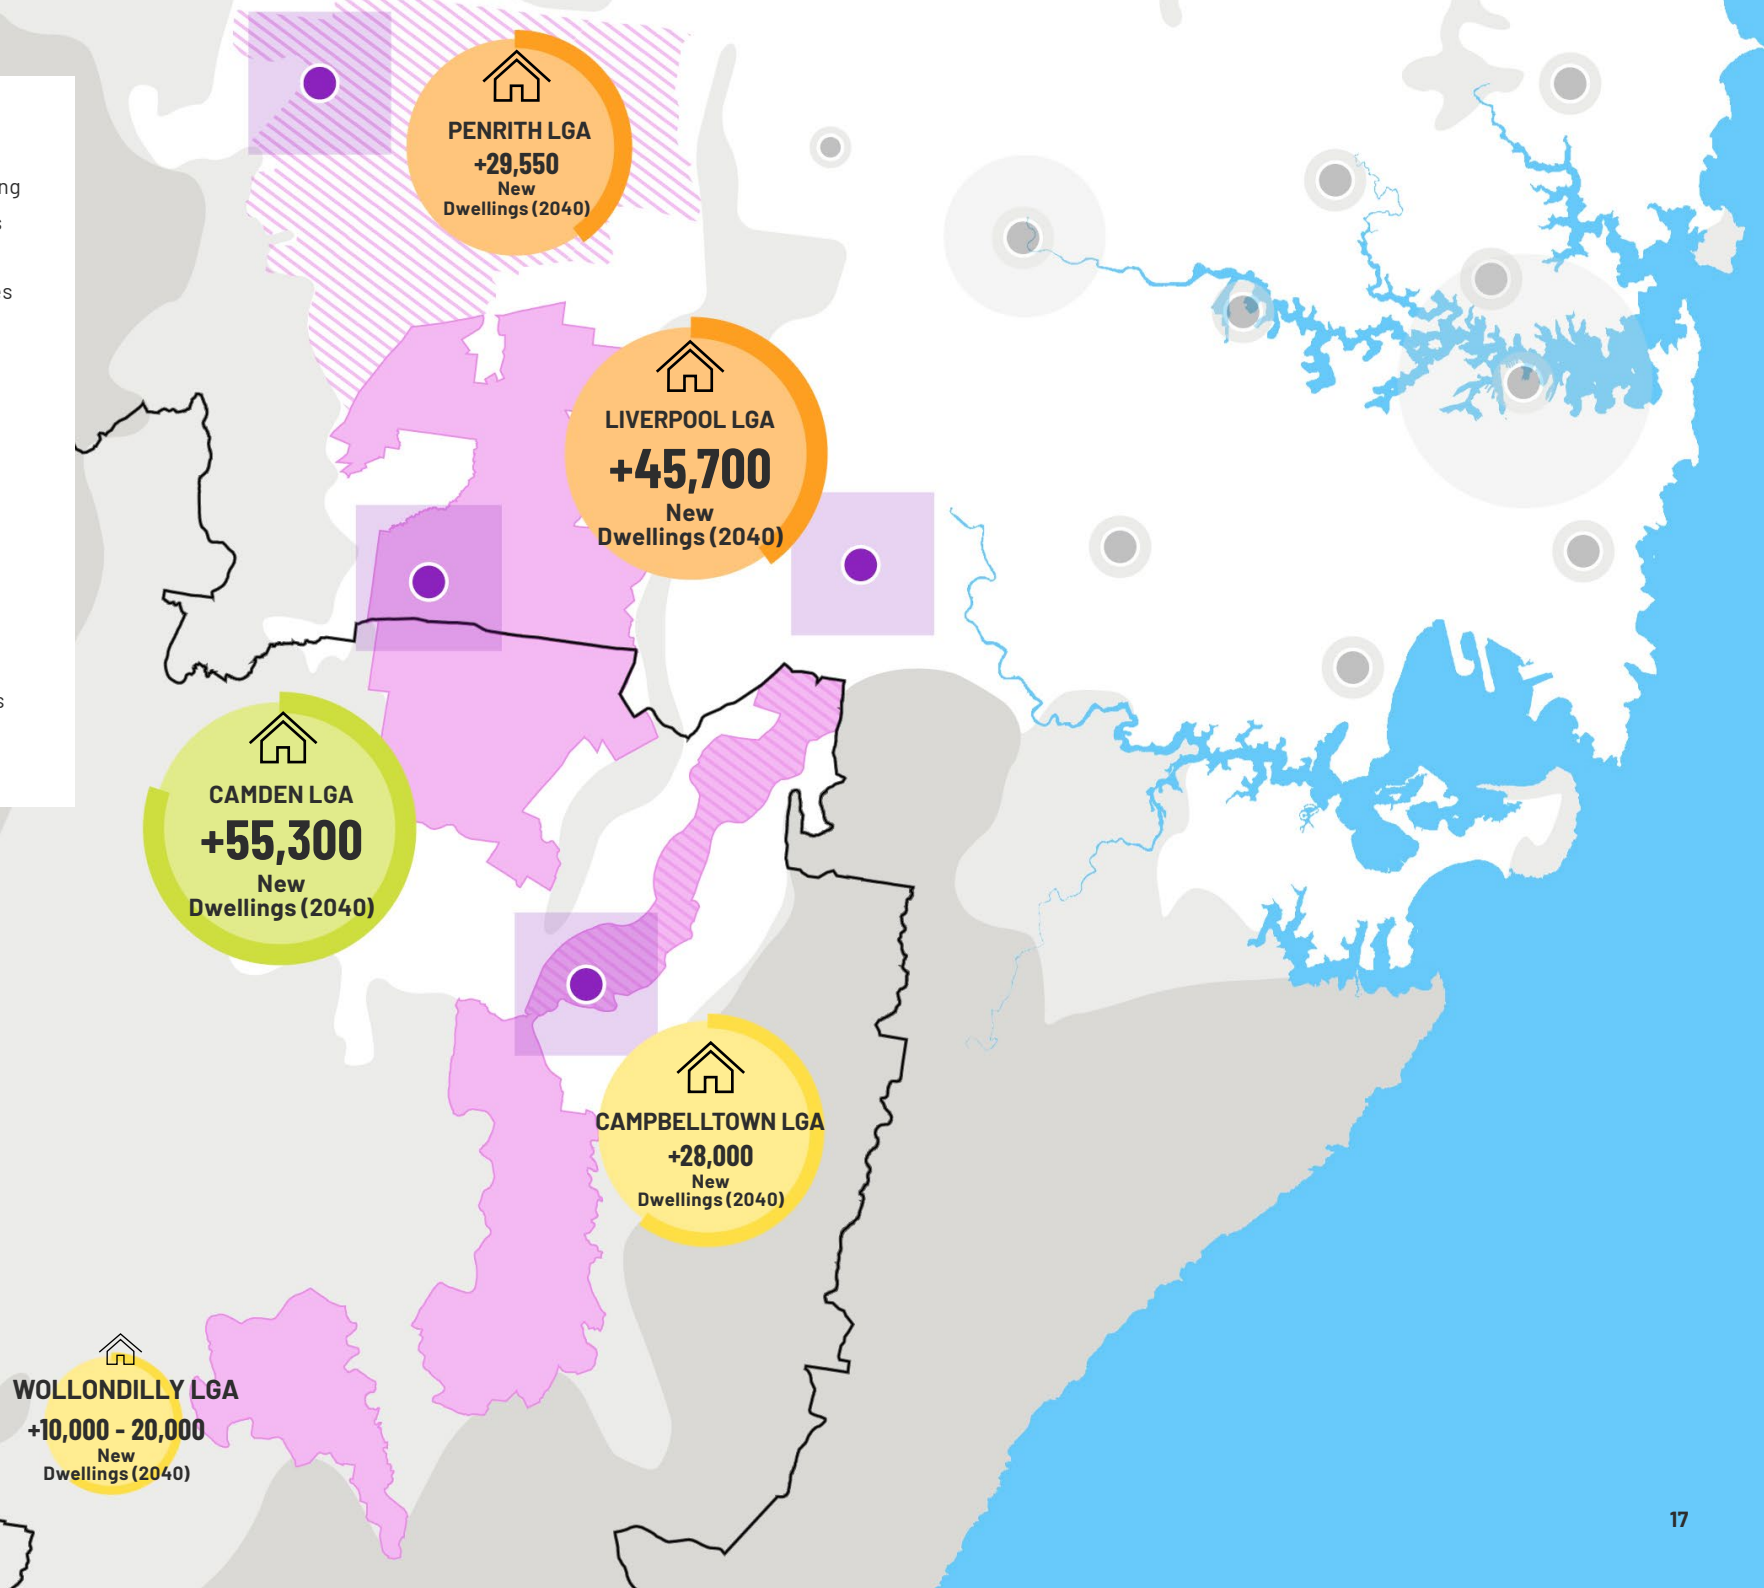 ng
s
es
s
PENRITH LGA
+29,550
New
Dwellings (2040)
LIVERPOOL LGA
+45,700
New
Dwellings (2040)
CAMDEN LGA
+55,300
New
Dwellings (2040)
CAMPBELLTOWN LGA
+28,000
New
Dwellings (2040)
WOLLONDILLY LGA
+10,000 - 20,000
New
Dwellings (2040)
17